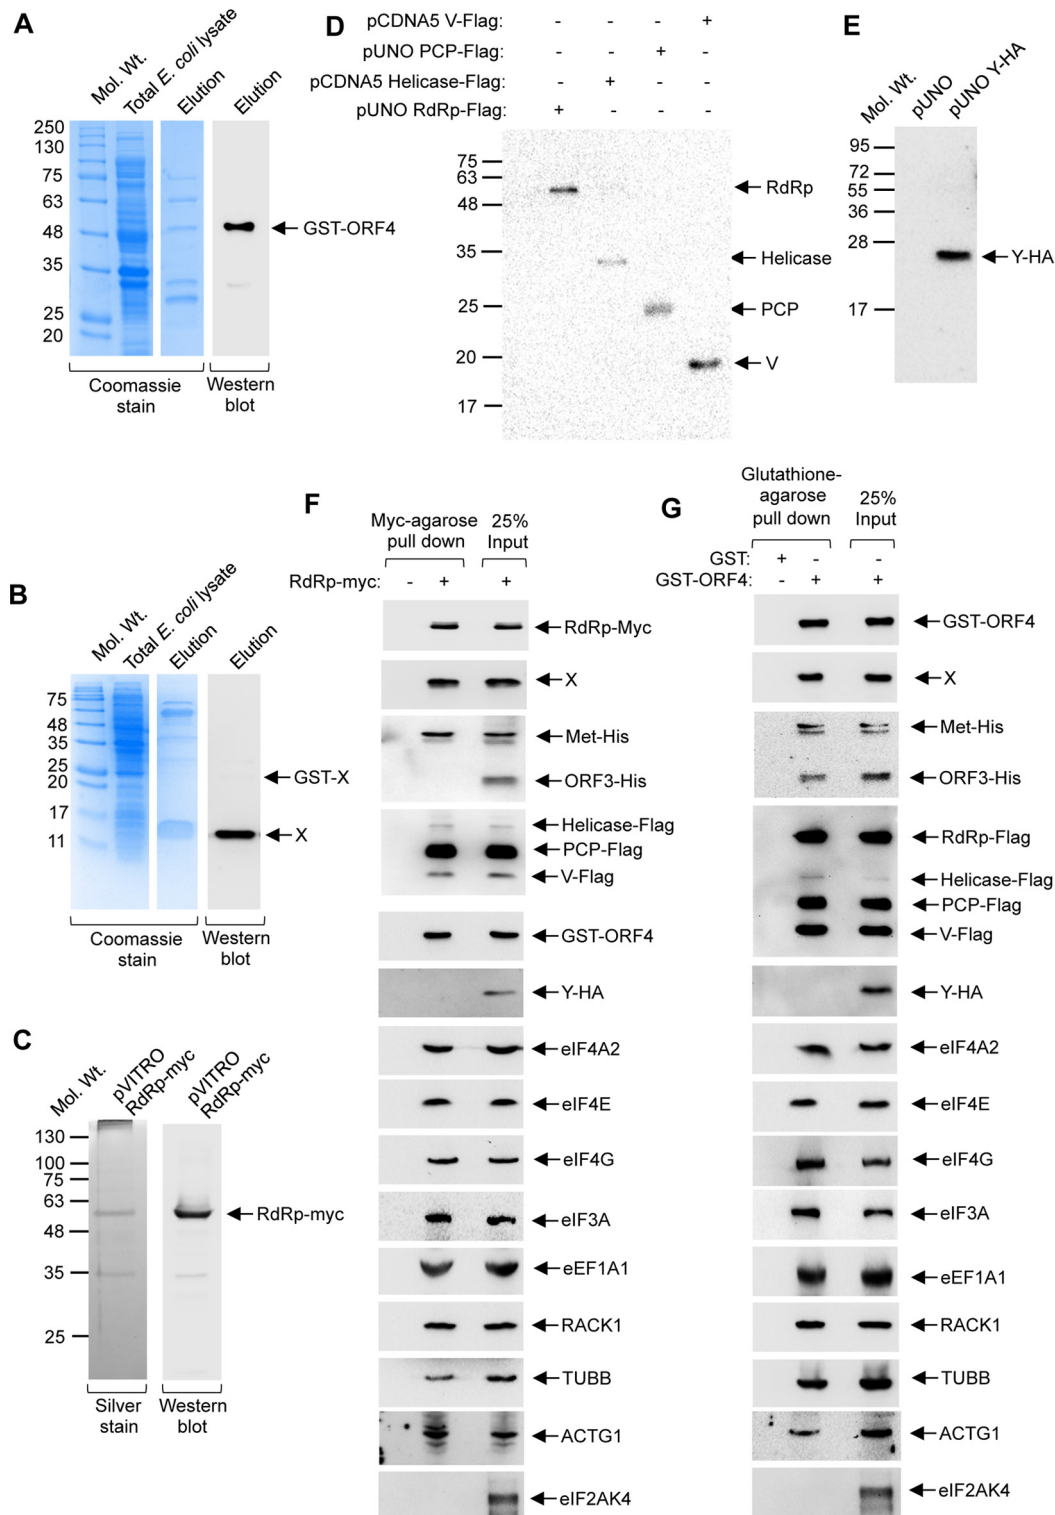 A
Mol. Wt.
Total E. coli lysate
Elution
Elution
250
130
75
63
48
35
25
20
GST-ORF4
Coomassie
stain
Western
blot
D
pCDNA5 V-Flag: - - - +
pUNO PCP-Flag: - - + -
pCDNA5 Helicase-Flag: - + - -
pUNO RdRp-Flag: + - - -
75
63
48
35
25
20
17
RdRp
Helicase
PCP
V
E
Mol. Wt.
pUNO
pUNO Y-HA
95
72
55
36
28
17
Y-HA
B
Mol. Wt.
Total E. coli lysate
Elution
Elution
75
48
35
25
20
17
11
GST-X
X
Coomassie
stain
Western
blot
C
Mol. Wt.
pVITRO
RdRp-myc
pVITRO
RdRp-myc
130
100
75
63
48
35
25
RdRp-myc
Silver
stain
Western
blot
F
Myc-agarose
pull down
25%
Input
RdRp-myc: - + +
RdRp-Myc
X
Met-His
ORF3-His
Helicase-Flag
PCP-Flag
V-Flag
GST-ORF4
Y-HA
eIF4A2
eIF4E
eIF4G
eIF3A
eEF1A1
RACK1
TUBB
ACTG1
eIF2AK4
G
Glutathione-
agarose
pull down
25%
Input
GST: + - -
GST-ORF4: - + +
GST-ORF4
X
Met-His
ORF3-His
RdRp-Flag
Helicase-Flag
PCP-Flag
V-Flag
Y-HA
eIF4A2
eIF4E
eIF4G
eIF3A
eEF1A1
RACK1
TUBB
ACTG1
eIF2AK4